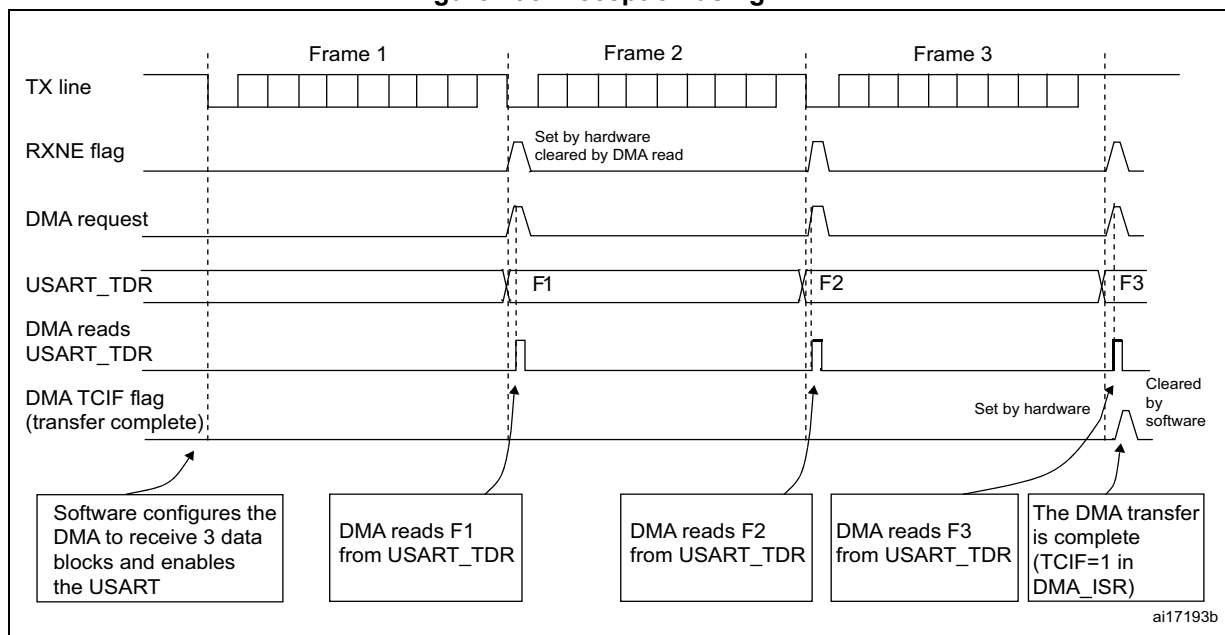 Frame 1
Frame 2
Frame 3
TX line
RXNE flag
Set by hardware
cleared by DMA read
DMA request
USART_TDR
F1
F2
F3
DMA reads
USART_TDR
DMA TCIF flag
(transfer complete)
Set by hardware
Cleared
by
software
Software configures the
DMA to receive 3 data
blocks and enables
the USART
DMA reads F1
from USART_TDR
DMA reads F2
from USART_TDR
DMA reads F3
from USART_TDR
The DMA transfer
is complete
(TCIF=1 in
DMA_ISR)
ai17193b